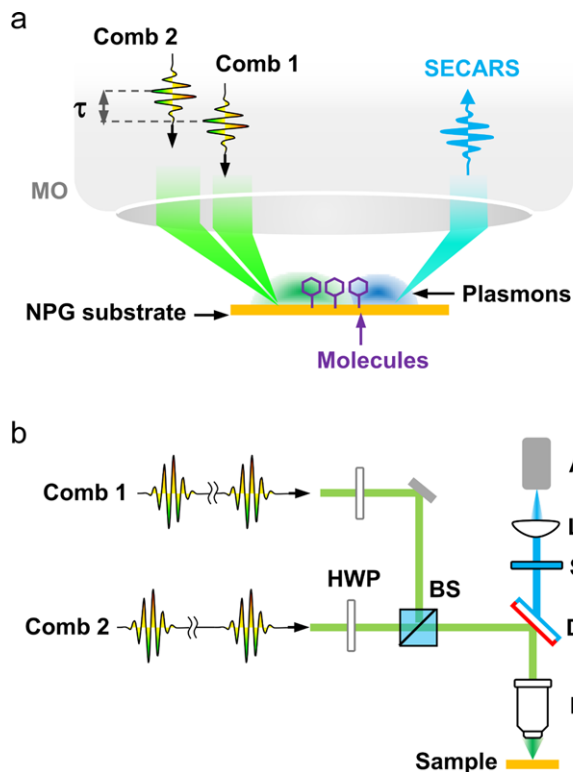 a
Comb 2
Comb 1
SECARS
τ
MO
Plasmons
NPG substrate
Molecules
b
Comb 1
HWP
BS
Comb 2
Sample